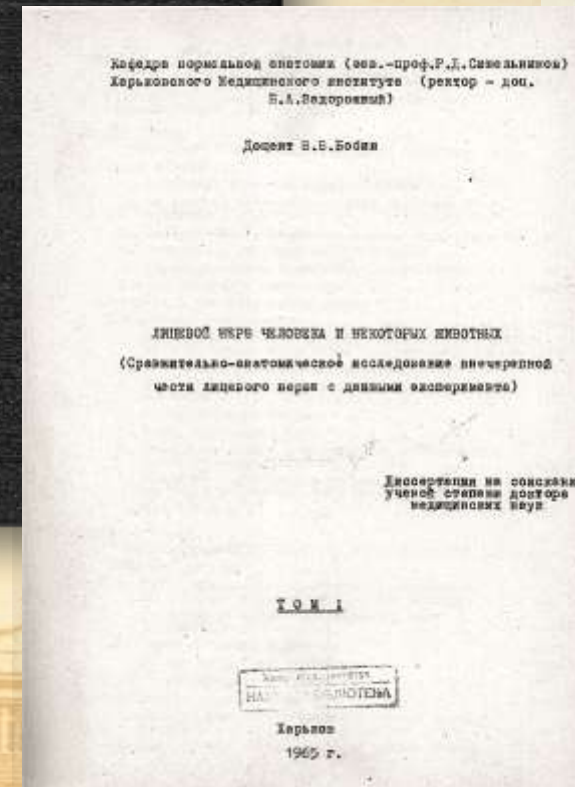 Кафедра нормальной анатомии (зав.-проф.Р.Д.Синельников)
Харьковского Медицинского института (ректор - доц.
Б.А.Задорожный)
Доцент В.В.Бобин
ЛИЦЕВОЙ НЕРВ ЧЕЛОВЕКА И НЕКОТОРЫХ ЖИВОТНЫХ
(Сравнительно-анатомическое исследование внечерепной
части лицевого нерва с данными эксперимента)
Диссертация на соискани
ученой степени доктора
медицинских наук
ТОМ I
Харьков
1965 г.